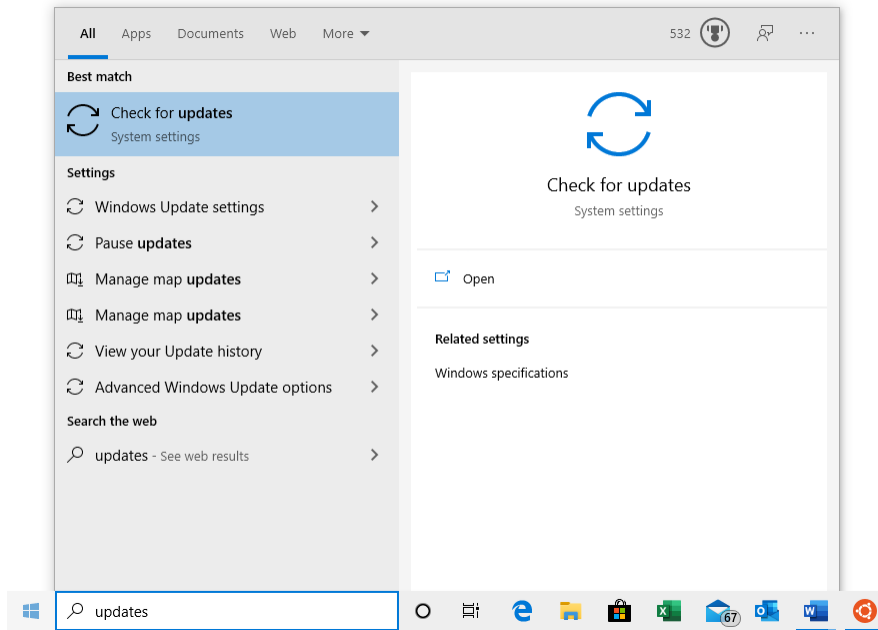 All Apps Documents Web More 532
Best match
Check for updates
System settings
Settings
Windows Update settings
Pause updates
Manage map updates
Manage map updates
View your Update history
Advanced Windows Update options
Search the web
updates - See web results
Check for updates
System settings
Open
Related settings
Windows specifications
updates
67